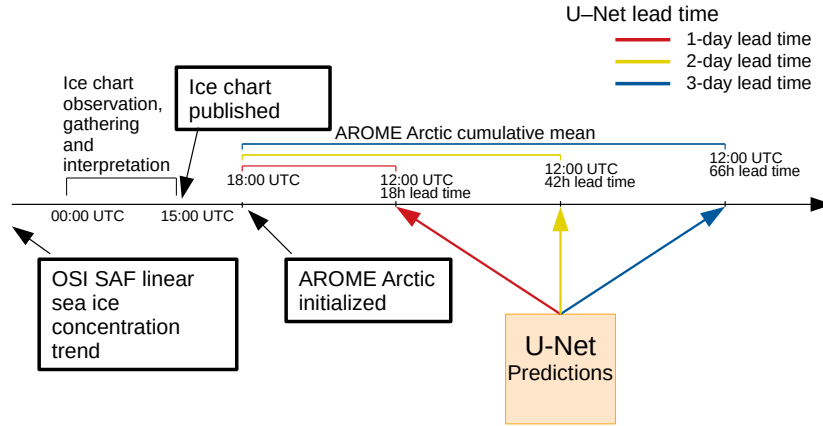 U–Net lead time
1-day lead time
2-day lead time
3-day lead time
Ice chart
observation,
gathering
and
interpretation
Ice chart
published
AROME Arctic cumulative mean
18:00 UTC
12:00 UTC
18h lead time
12:00 UTC
42h lead time
12:00 UTC
66h lead time
00:00 UTC
15:00 UTC
OSI SAF linear
sea ice
concentration
trend
AROME Arctic
initialized
U-Net
Predictions